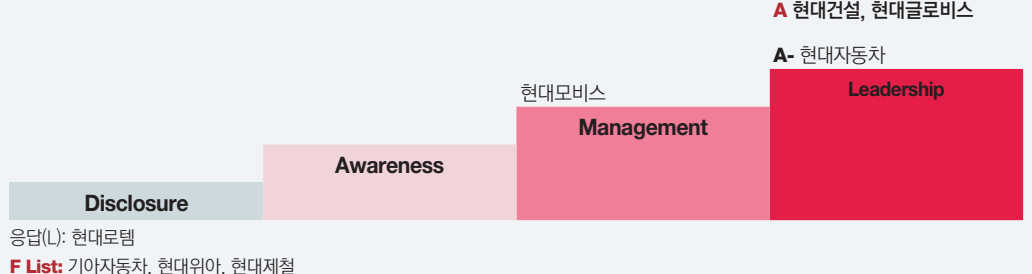 A 현대건설, 현대글로비스
A- 현대자동차
Leadership
현대모비스
Management
Awareness
Disclosure
응답(L): 현대로템
F List: 기아자동차, 현대위아, 현대제철